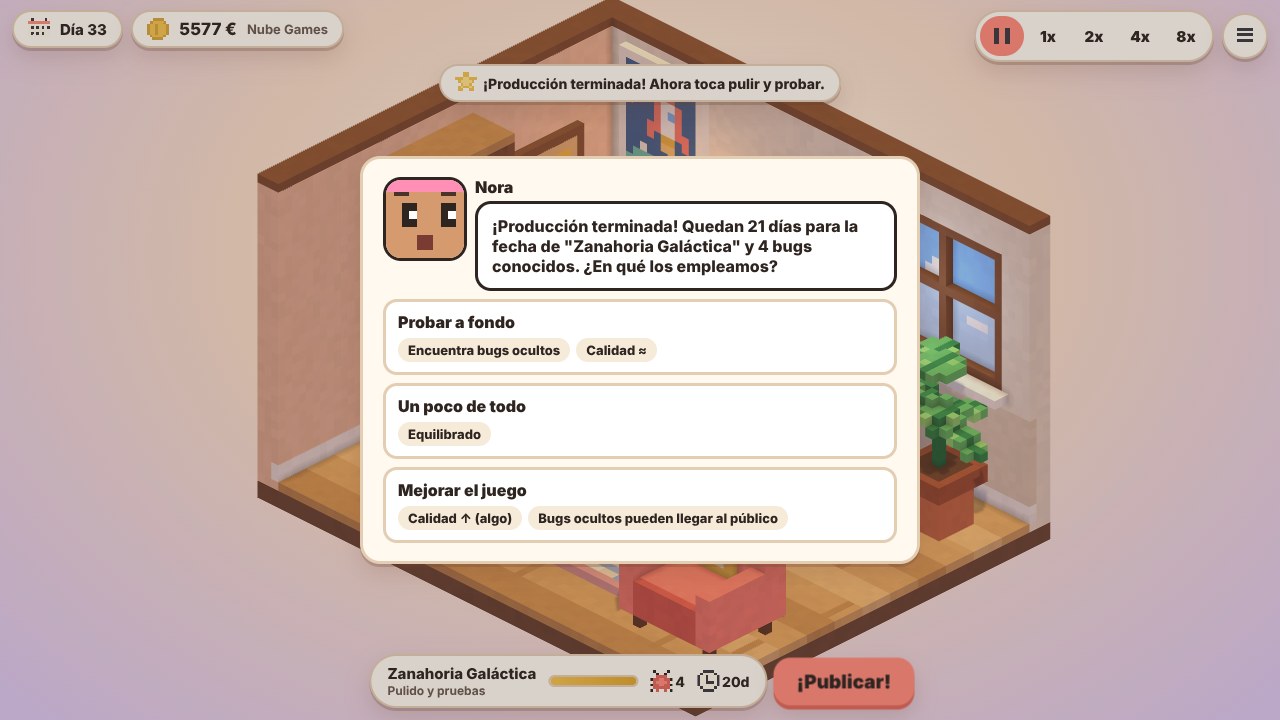 Día 33
5577 €
Nube Games
1x
2x
4x
8x
¡Producción terminada! Ahora toca pulir y probar.
Nora
¡Producción terminada! Quedan 21 días para la
fecha de "Zanahoria Galáctica" y 4 bugs
conocidos. ¿En qué los empleamos?
Probar a fondo
Encuentra bugs ocultos
Calidad ≈
Un poco de todo
Equilibrado
Mejorar el juego
Calidad ↑ (algo)
Bugs ocultos pueden llegar al público
Zanahoria Galáctica
Pulido y pruebas
4
20d
¡Publicar!